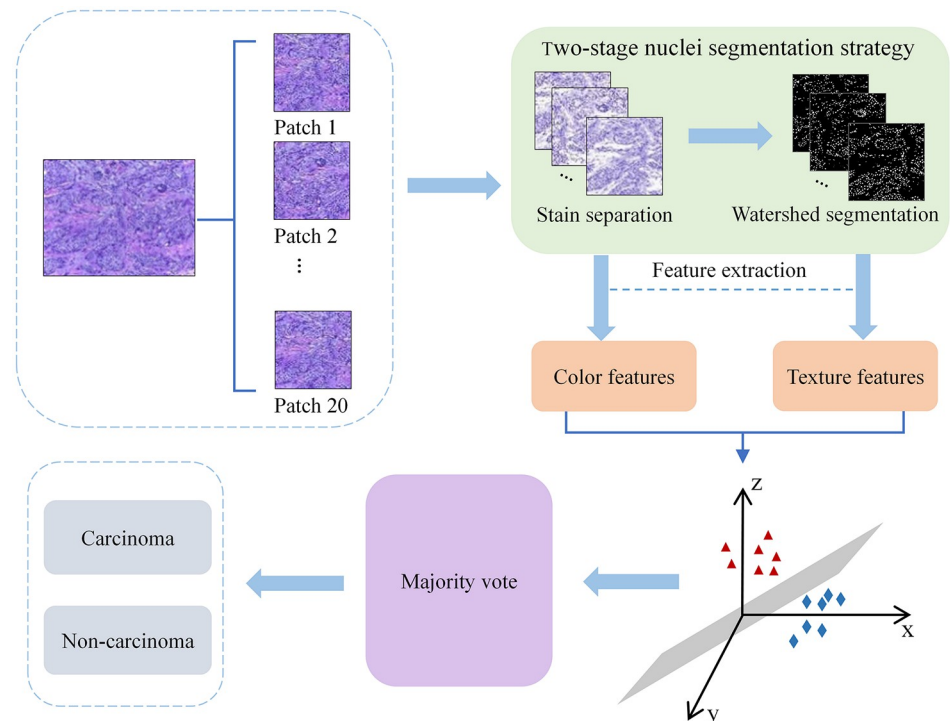 Patch 1
Patch 2
Patch 20
Two-stage nuclei segmentation strategy
Stain separation
Watershed segmentation
Feature extraction
Color features
Texture features
z
x
y
Majority vote
Carcinoma
Non-carcinoma